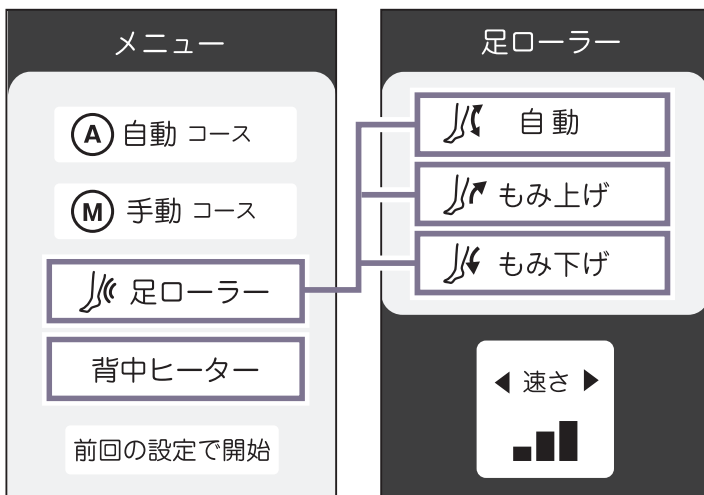 メニュー
A 自動 コース
M 手動 コース
足ローラー
背中ヒーター
前回の設定で開始
足ローラー
自動
もみ上げ
もみ下げ
◀ 速さ ▶